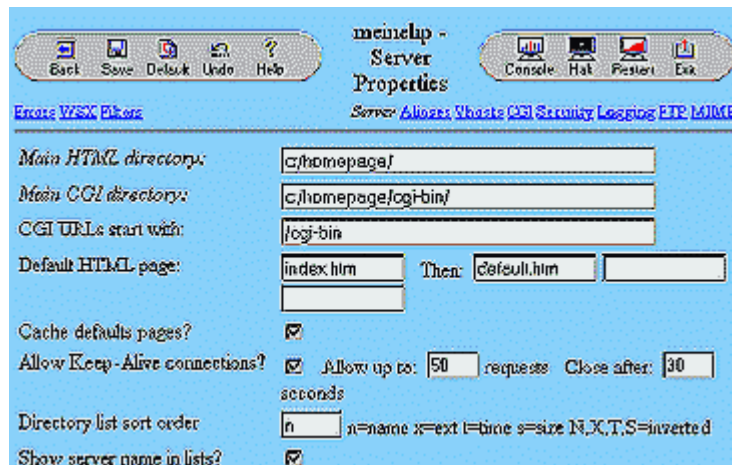 meinehp - Server Properties
Back Save Default Undo Help
Console Halt Restart Exit
Errors WSX Filters
Server Aliases Vhosts CGI Security Logging FTP MIME
Main HTML directory: c:/homepage/
Main CGI directory: c:/homepage/cgi-bin/
CGI URLs start with: /cgi-bin
Default HTML page: index.htm Then: default.htm
Cache defaults pages?
Allow Keep-Alive connections? Allow up to: 50 requests Close after: 30
seconds
Directory list sort order n n=name x=ext t=time s=size N,X,T,S=inverted
Show server name in lists?